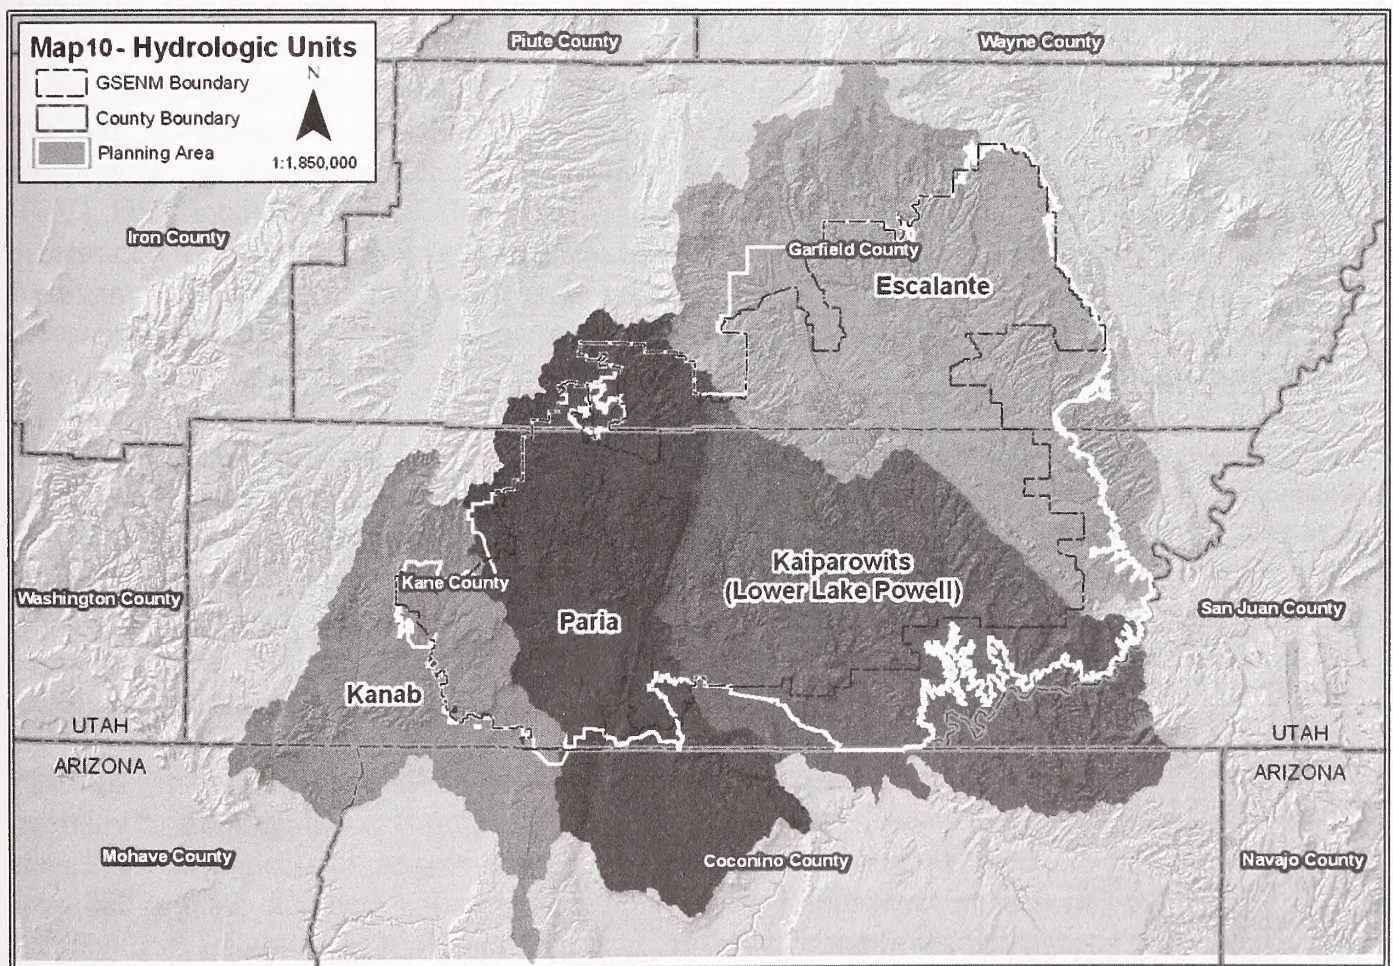 Map10 - Hydrologic Units
N
GSENM Boundary
County Boundary
Planning Area
1:1,850,000
Piute County
Wayne County
Iron County
Garfield County
Escalante
Kane County
Kaiparowits
(Lower Lake Powell)
Washington County
San Juan County
Paria
Kanab
UTAH
UTAH
ARIZONA
ARIZONA
Mohave County
Coconino County
Navajo County